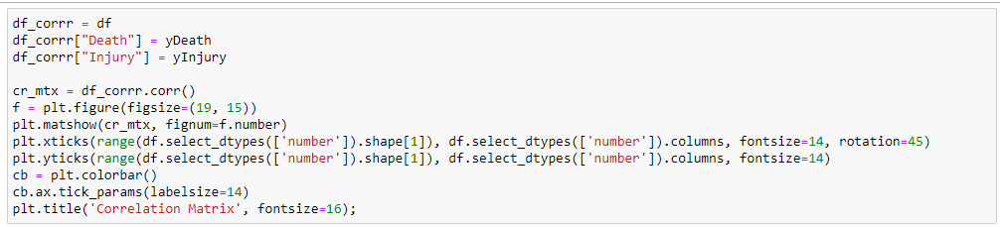 df_corrr = df
df_corrr["Death"] = yDeath
df_corrr["Injury"] = yInjury
cr_mtx = df_corrr.corr()
f = plt.figure(figsize=(19, 15))
plt.matshow(cr_mtx, fignum=f.number)
plt.xticks(range(df.select_dtypes(['number']).shape[1]), df.select_dtypes(['number']).columns, fontsize=14, rotation=45)
plt.yticks(range(df.select_dtypes(['number']).shape[1]), df.select_dtypes(['number']).columns, fontsize=14)
cb = plt.colorbar()
cb.ax.tick_params(labelsize=14)
plt.title('Correlation Matrix', fontsize=16);